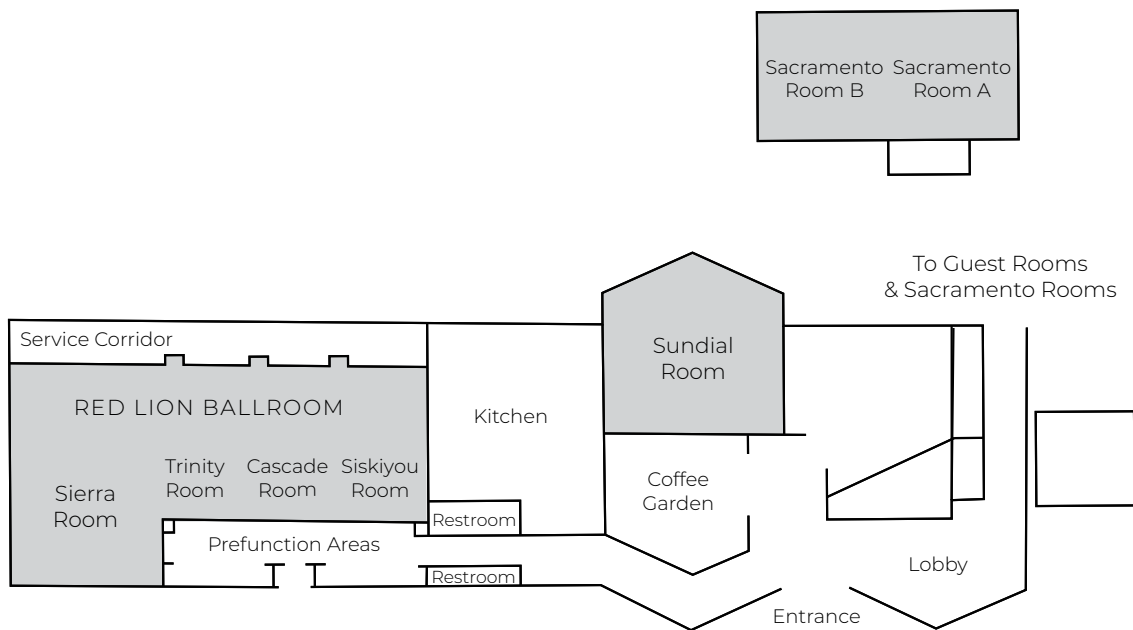 Sacramento
Room B
Sacramento
Room A
To Guest Rooms
& Sacramento Rooms
Service Corridor
Sundial
Room
RED LION BALLROOM
Kitchen
Trinity
Room
Cascade
Room
Siskiyou
Room
Sierra
Room
Coffee
Garden
Restroom
Prefunction Areas
Restroom
Lobby
Entrance